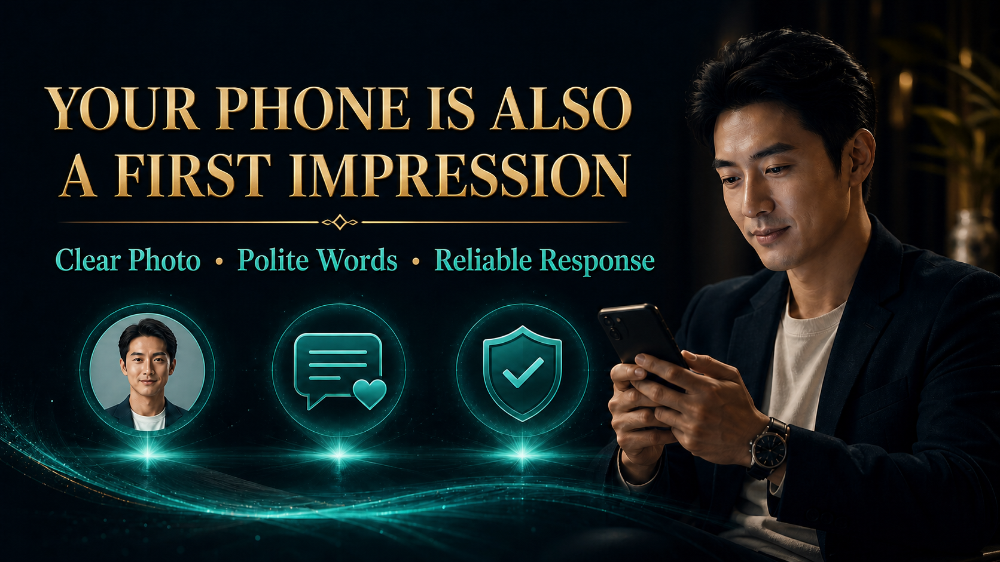 YOUR PHONE IS ALSO
A FIRST IMPRESSION
Clear Photo • Polite Words • Reliable Response